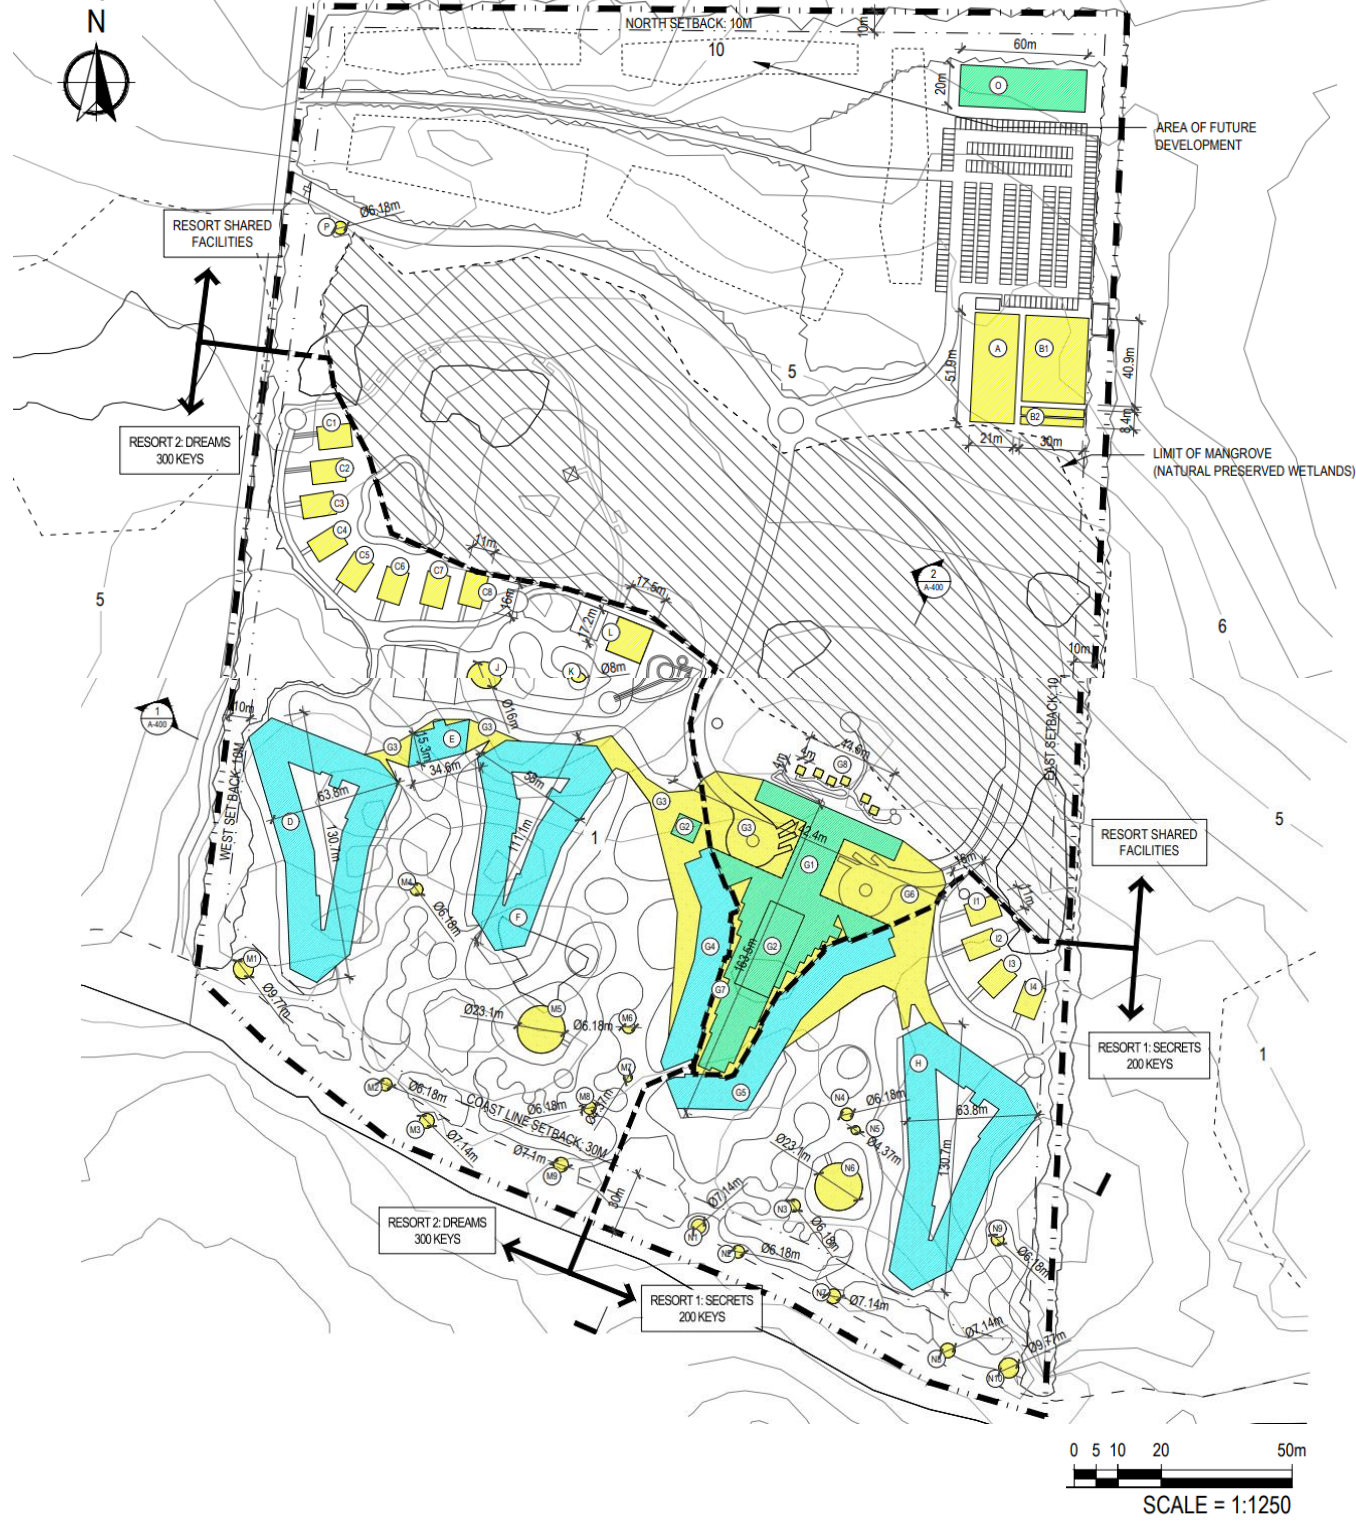 N
NORTH SETBACK: 10M
10m
10
60m
20m
O
AREA OF FUTURE
DEVELOPMENT
P
Ø6.18m
RESORT SHARED
FACILITIES
5
A
B1
51.9m
40.9m
B2
8.4m
21m
30m
LIMIT OF MANGROVE
(NATURAL PRESERVED WETLANDS)
RESORT 2: DREAMS
300 KEYS
C1
C2
C3
C4
C5
C6
C7
C8
11m
16m
17.5m
17.2m
L
2
A-400
5
6
10m
J
K
Ø8m
Ø16m
1
A-400
10m
WEST SET BACK: 10M
EAST SETBACK: 10
G3
E
G3
15.3m
34.6m
63.8m
D
130.7m
59m
111.1m
F
1
G3
G2
G3
4m
4m
44.6m
G8
42.4m
G1
G6
16m
11m
5
RESORT SHARED
FACILITIES
I1
I2
I3
I4
G4
G2
163.5m
G7
G5
M4
Ø6.18m
M1
Ø9.77m
Ø23.1m
M5
Ø6.18m
M6
M7
M2
Ø6.18m
M3
Ø7.14m
COAST LINE SETBACK: 30M
Ø6.18m
M8
Ø7.1m
M9
30m
H
63.8m
130.7m
RESORT 1: SECRETS
200 KEYS
1
N4
Ø6.18m
N5
Ø4.37m
Ø23.1m
N6
N3
Ø6.18m
Ø7.14m
N1
N2
Ø6.18m
N7
Ø7.14m
N9
Ø6.18m
N8
Ø7.14m
Ø9.77m
N10
RESORT 2: DREAMS
300 KEYS
RESORT 1: SECRETS
200 KEYS
0 5 10 20 50m
SCALE = 1:1250